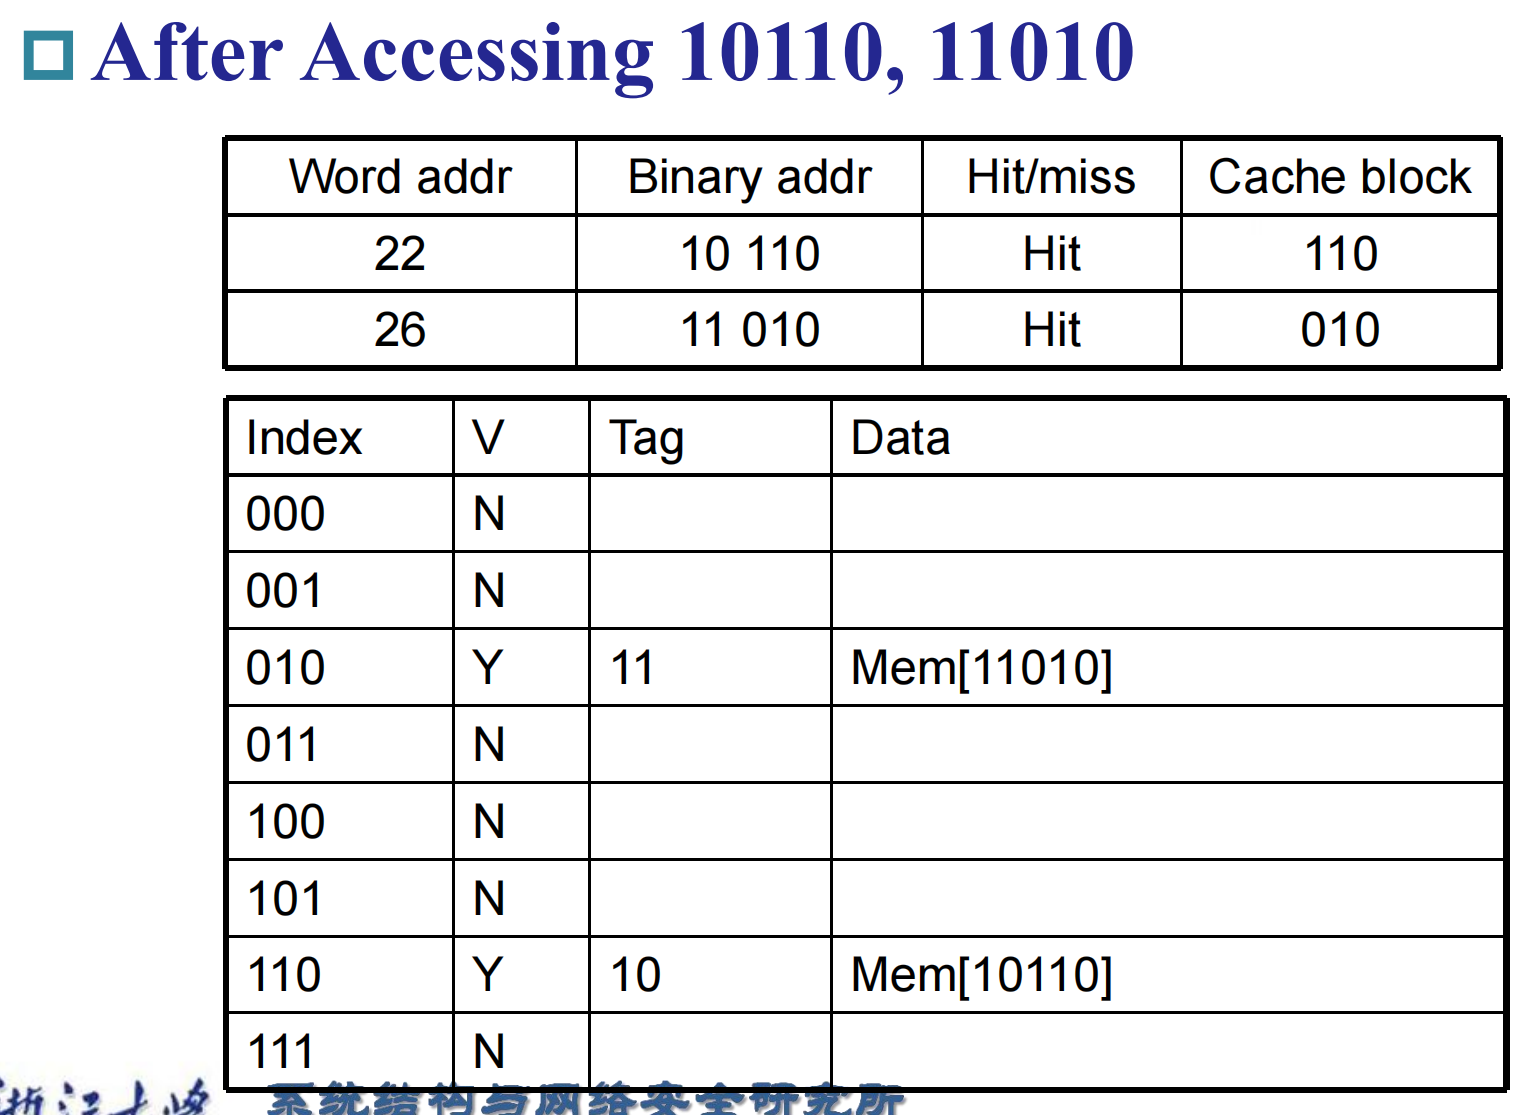 After Accessing 10110, 11010
Word addr Binary addr Hit/miss Cache block
22 10 110 Hit 110
26 11 010 Hit 010
Index V Tag Data
000 N
001 N
010 Y 11 Mem[11010]
011 N
100 N
101 N
110 Y 10 Mem[10110]
111 N
浙江大学 系统结构与网络安全研究所